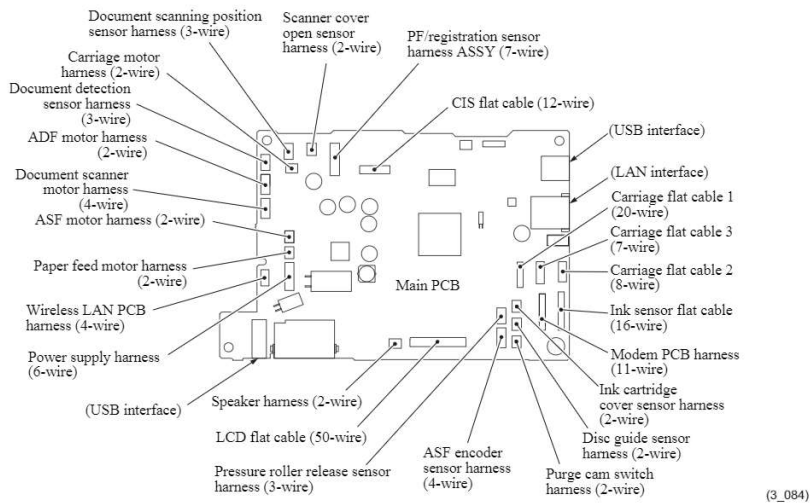 Document scanning position
sensor harness (3-wire)
Scanner cover
open sensor
harness (2-wire)
PF/registration sensor
harness ASSY (7-wire)
Carriage motor
harness (2-wire)
Document detection
sensor harness
(3-wire)
CIS flat cable (12-wire)
ADF motor harness
(2-wire)
(USB interface)
Document scanner
motor harness
(4-wire)
(LAN interface)
ASF motor harness (2-wire)
Carriage flat cable 1
(20-wire)
Carriage flat cable 3
(7-wire)
Paper feed motor harness
(2-wire)
Main PCB
Carriage flat cable 2
(8-wire)
Wireless LAN PCB
harness (4-wire)
Ink sensor flat cable
(16-wire)
Power supply harness
(6-wire)
Modem PCB harness
(11-wire)
(USB interface)
Speaker harness (2-wire)
Ink cartridge
cover sensor harness
(2-wire)
LCD flat cable (50-wire)
Disc guide sensor
harness (2-wire)
Pressure roller release sensor
harness (3-wire)
ASF encoder
sensor harness
(4-wire)
Purge cam switch
harness (2-wire)
(3_084)